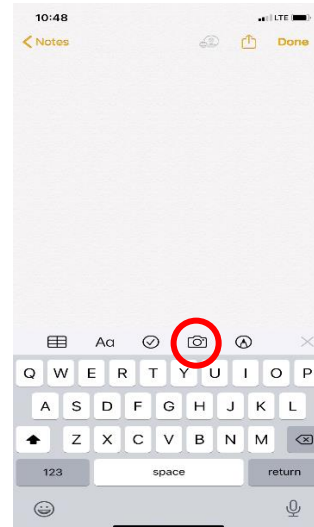 10:48 LTE
Notes Done
Aa
Q W E R T Y U I O P
A S D F G H J K L
Z X C V B N M
123 space return